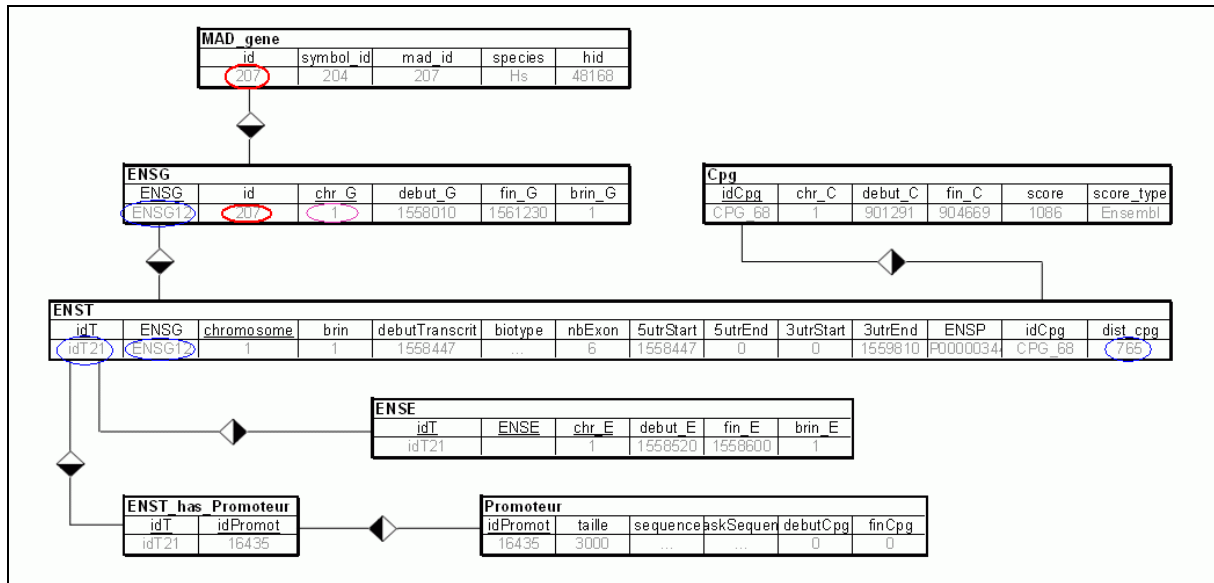 MAD_gene
id symbol_id mad_id species hid
207 204 207 Hs 48168
ENSG
ENSG id chr_G debut_G fin_G brin_G
ENSG12 207 1 1558010 1561230 1
Cpg
idCpg chr_C debut_C fin_C score score_type
CPG_68 1 901291 904669 1086 Ensembl
ENST
idT ENSG chromosome brin debutTranscrit biotype nbExon 5utrStart 5utrEnd 3utrStart 3utrEnd ENSP idCpg dist_cpg
idT21 ENSG12 1 1 1558447 ... 6 1558447 0 0 1559810 P0000034 CPG_68 765
ENSE
idT ENSE chr_E debut_E fin_E brin_E
idT21 1 1558520 1558600 1
ENST_has_Promoteur
idT idPromot
idT21 16435
Promoteur
idPromot taille sequence askSequen debutCpg finCpg
16435 3000 ... ... 0 0